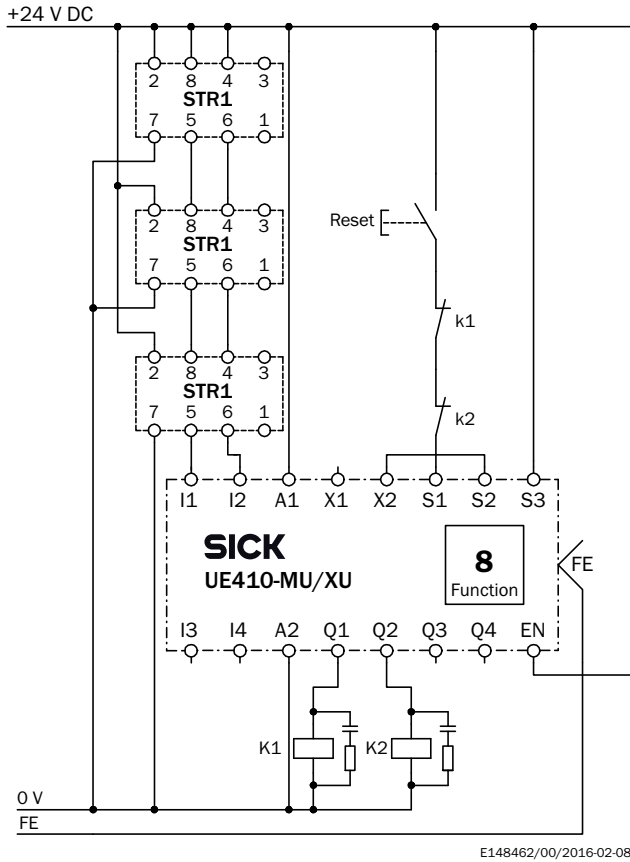 +24 V DC
2 8 4 3
STR1
7 5 6 1
2 8 4 3
STR1
7 5 6 1
Reset
k1
2 8 4 3
STR1
7 5 6 1
k2
I1 I2 A1 X1 X2 S1 S2 S3
SICK
UE410-MU/XU
8
Function
FE
I3 I4 A2 Q1 Q2 Q3 Q4 EN
K1 K2
0 V
FE
E148462/00/2016-02-08